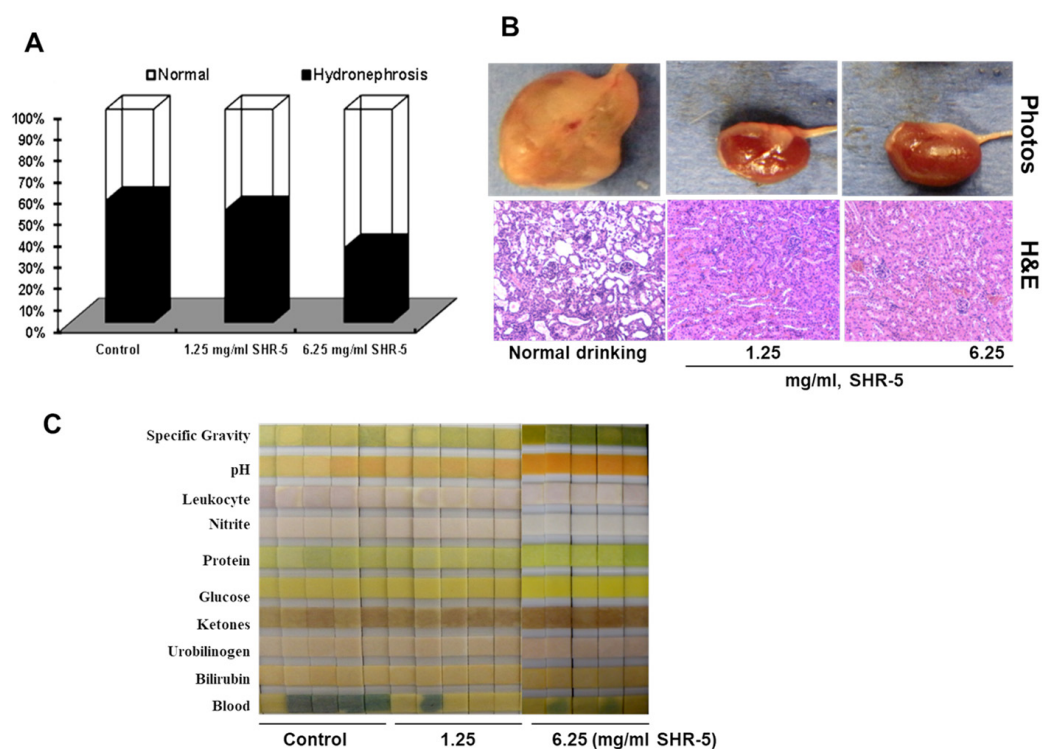 A
Normal Hydronephrosis
100%
90%
80%
70%
60%
50%
40%
30%
20%
10%
0%
Control 1.25 mg/ml SHR-5 6.25 mg/ml SHR-5
B
Photos
H&E
Normal drinking 1.25 6.25
mg/ml, SHR-5
C
Specific Gravity
pH
Leukocyte
Nitrite
Protein
Glucose
Ketones
Urobilinogen
Bilirubin
Blood
Control 1.25 6.25 (mg/ml SHR-5)